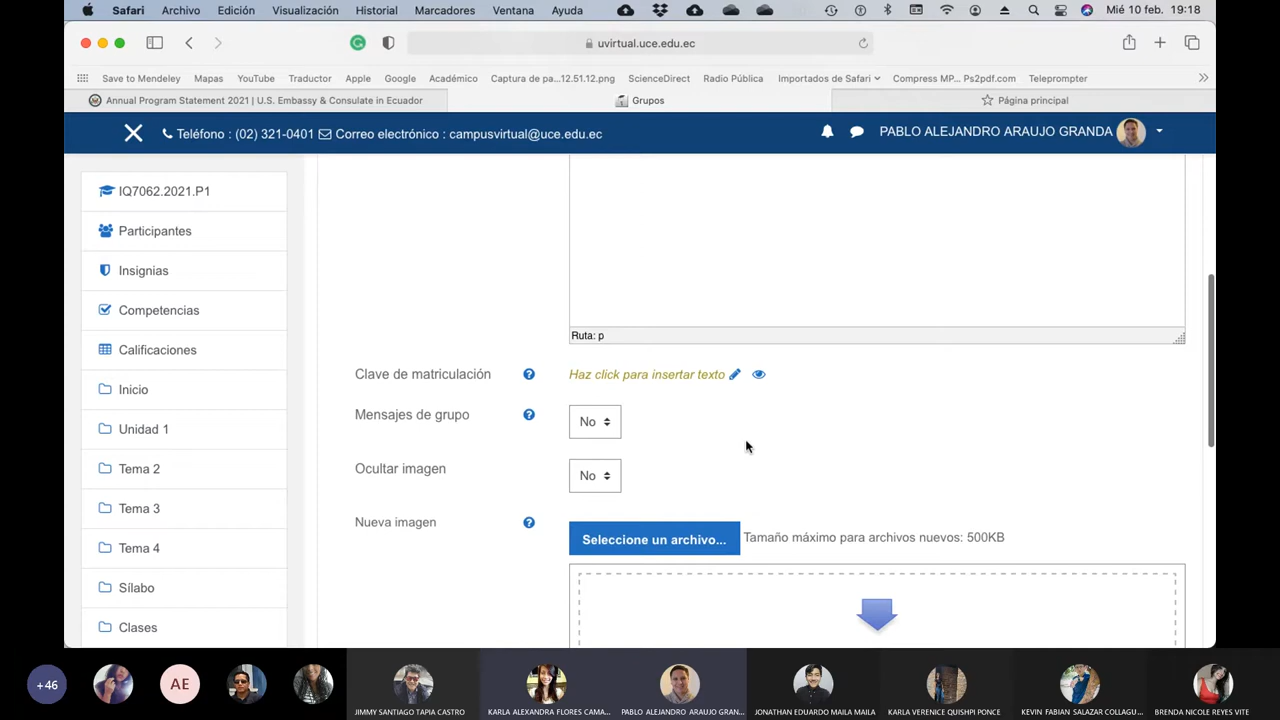 Safari Archivo Edición Visualización Historial Marcadores Ventana Ayuda Mié 10 feb. 19:18
uvirtual.uce.edu.ec
Save to Mendeley Mapas YouTube Traductor Apple Google Académico Captura de pa...12.51.12.png ScienceDirect Radio Pública Importados de Safari Compress MP... Ps2pdf.com Teleprompter
Annual Program Statement 2021 | U.S. Embassy & Consulate in Ecuador Grupos Página principal
Teléfono : (02) 321-0401 Correo electrónico : campusvirtual@uce.edu.ec PABLO ALEJANDRO ARAUJO GRANDA
IQ7062.2021.P1
Participantes
Insignias
Competencias
Calificaciones
Inicio
Unidad 1
Tema 2
Tema 3
Tema 4
Sílabo
Clases
Ruta: p
Clave de matriculación ? Haz click para insertar texto
Mensajes de grupo ? No
Ocultar imagen No
Nueva imagen ? Seleccione un archivo... Tamaño máximo para archivos nuevos: 500KB
+46 AE
JIMMY SANTIAGO TAPIA CASTRO KARLA ALEXANDRA FLORES CAMA... PABLO ALEJANDRO ARAUJO GRAN... JONATHAN EDUARDO MAILA MAILA KARLA VERENICE QUISHPI PONCE KEVIN FABIAN SALAZAR COLLAGU... BRENDA NICOLE REYES VITE